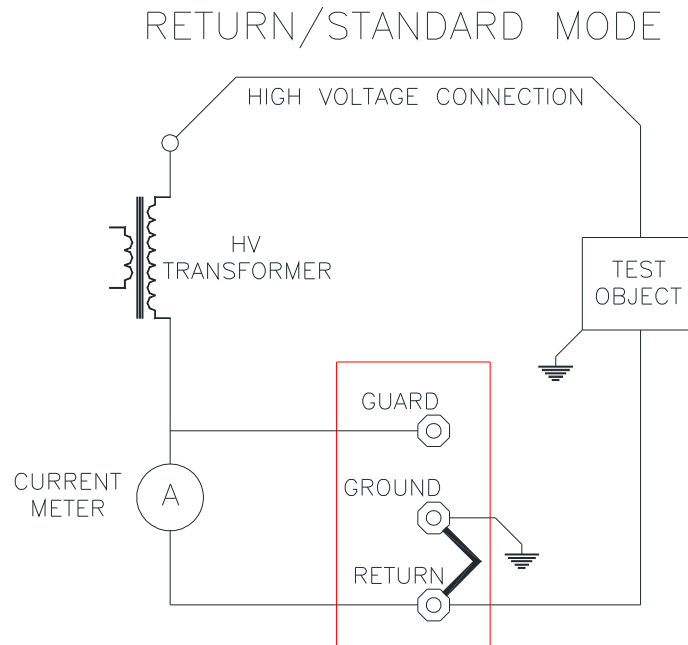 RETURN/STANDARD MODE
HIGH VOLTAGE CONNECTION
HV
TRANSFORMER
TEST
OBJECT
GUARD
CURRENT
METER
A
GROUND
RETURN